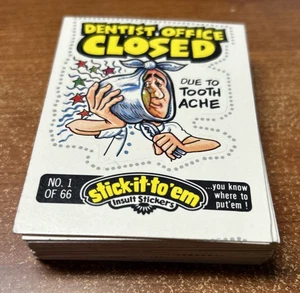 DENTIST OFFICE
CLOSED
DUE TO
TOOTH
ACHE
NO. 1
OF 66
stick-it-to'em
Insult Stickers
...you know
where to
put'em!